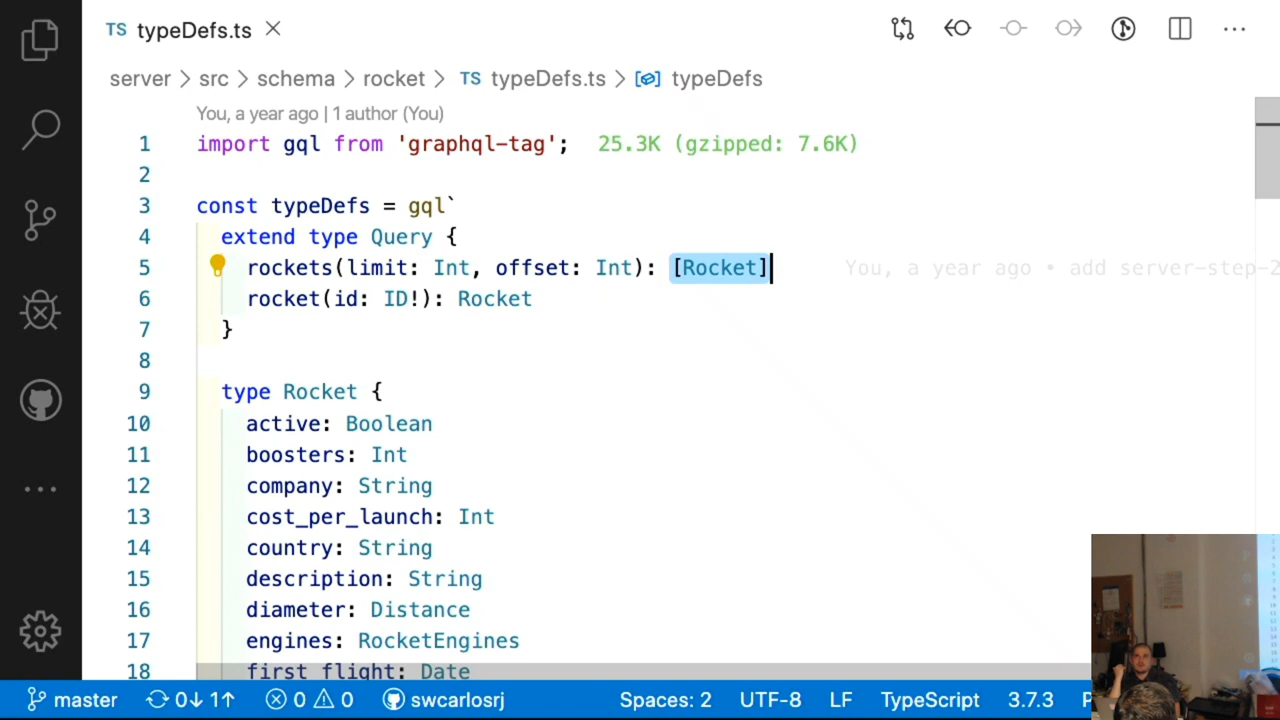 TS typeDefs.ts
server > src > schema > rocket > TS typeDefs.ts > typeDefs
You, a year ago | 1 author (You)
1 import gql from 'graphql-tag'; 25.3K (gzipped: 7.6K)
2
3 const typeDefs = gql`
4 extend type Query {
5 rockets(limit: Int, offset: Int): [Rocket] You, a year ago • add server-step-2
6 rocket(id: ID!): Rocket
7 }
8
9 type Rocket {
10 active: Boolean
11 boosters: Int
12 company: String
13 cost_per_launch: Int
14 country: String
15 description: String
16 diameter: Distance
17 engines: RocketEngines
18 first_flight: Date
master 0↓ 1↑ 0 0 swcarlosrj Spaces: 2 UTF-8 LF TypeScript 3.7.3 P